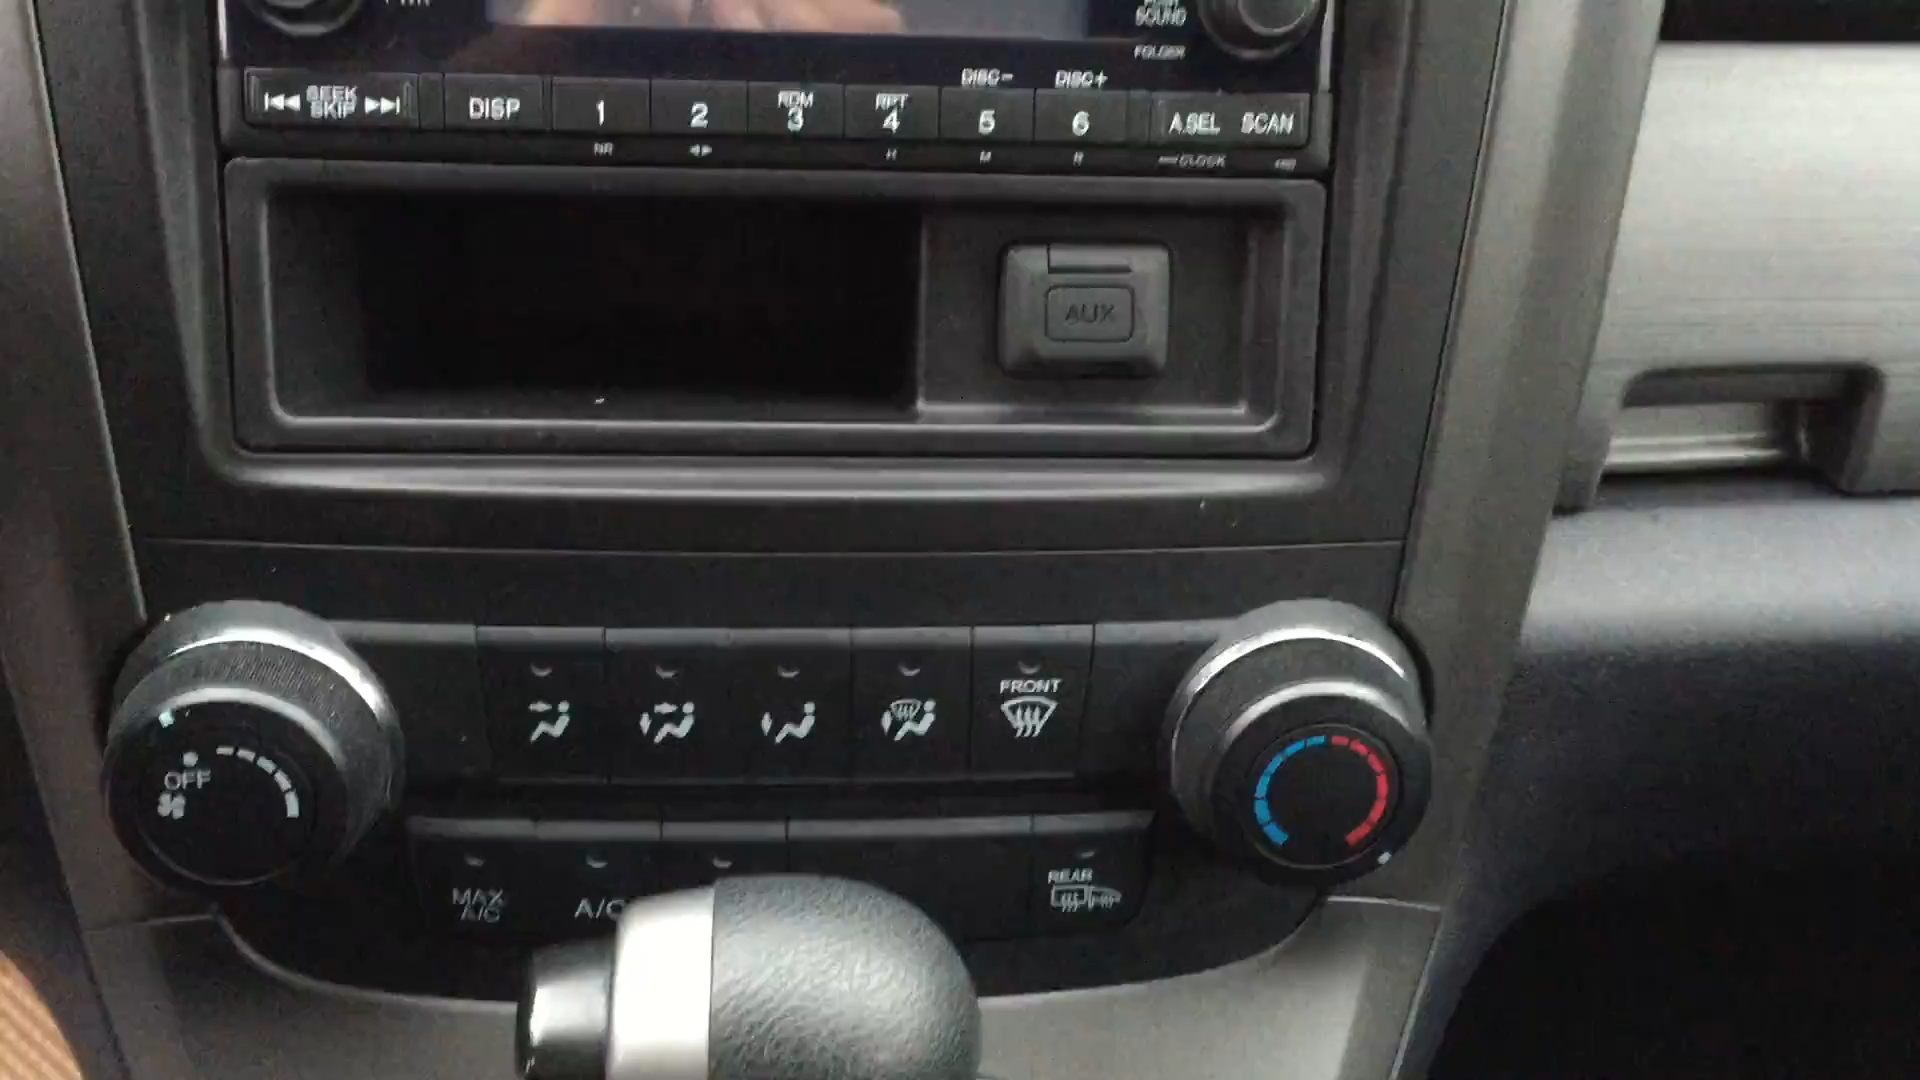 SOUND
FOLDER
DISC- DISC+
SEEK
SKIP
DISP
1
2
RDM
3
RPT
4
5
6
A.SEL
SCAN
NR
H
M
R
CLOCK
AUX
OFF
FRONT
MAX
A/C
A/C
REAR